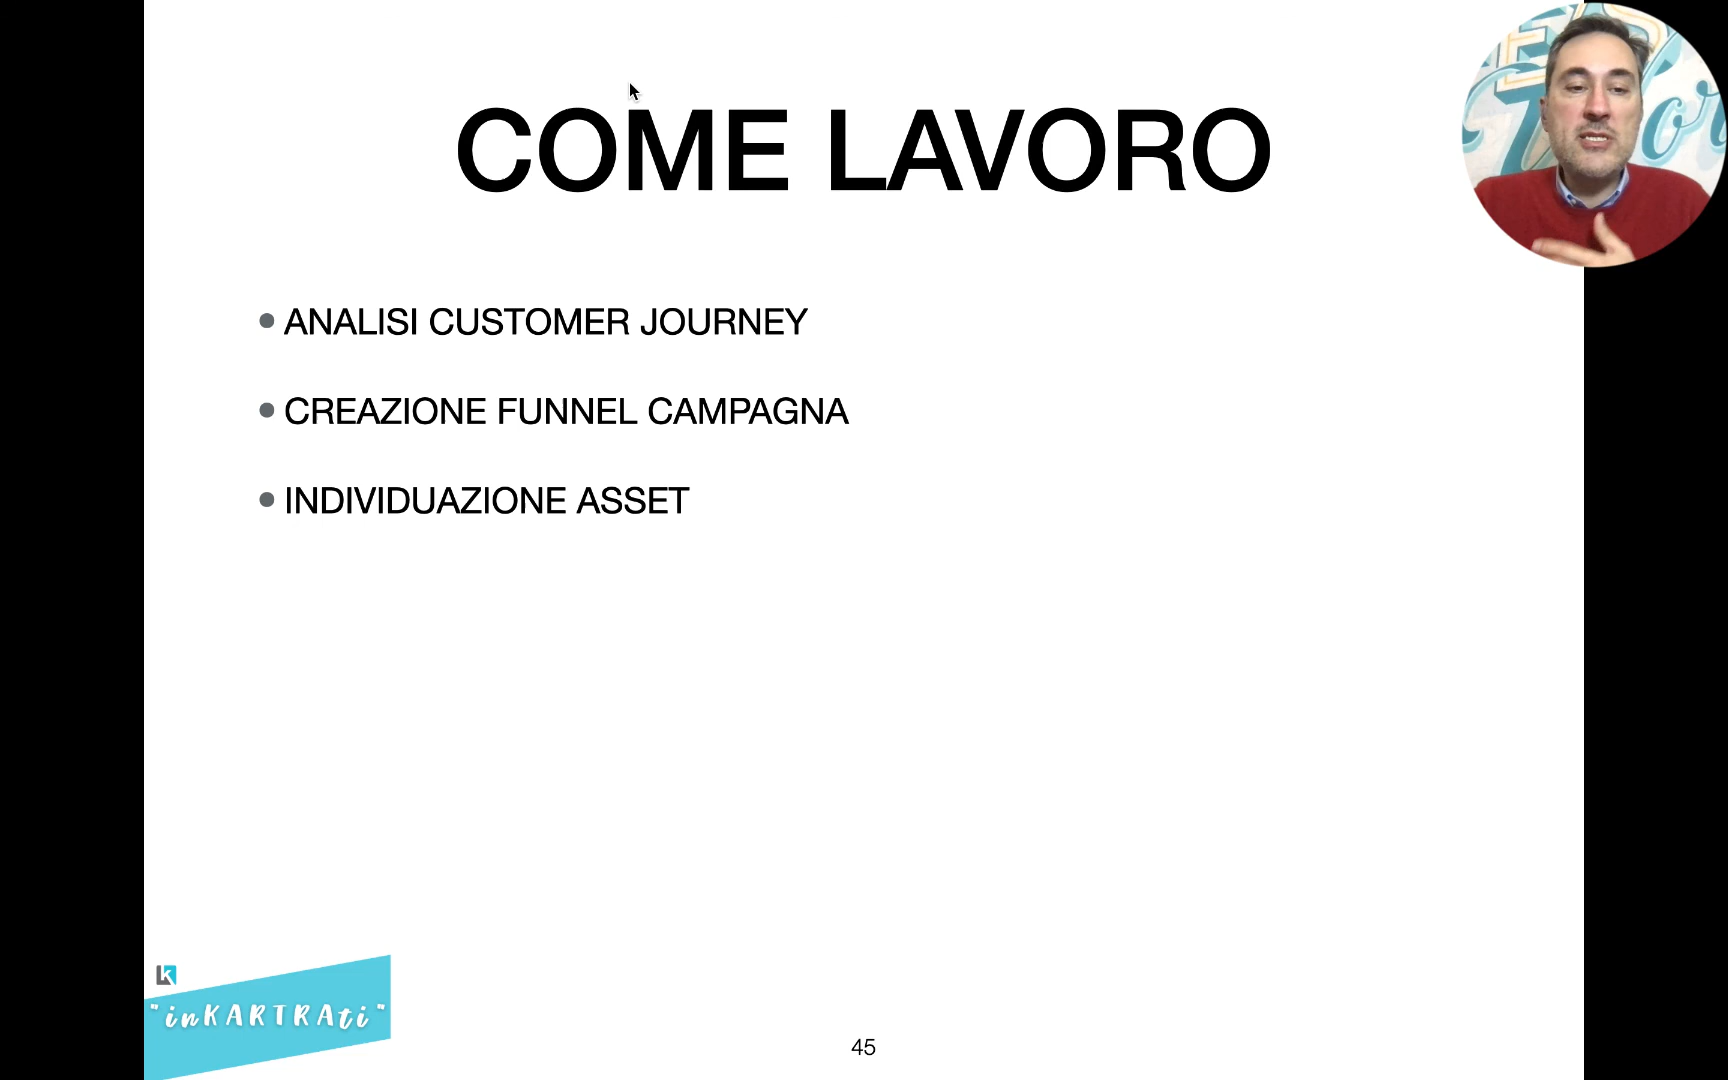 COME LAVORO
• ANALISI CUSTOMER JOURNEY
• CREAZIONE FUNNEL CAMPAGNA
• INDIVIDUAZIONE ASSET
K
"inKARTRAti"
45